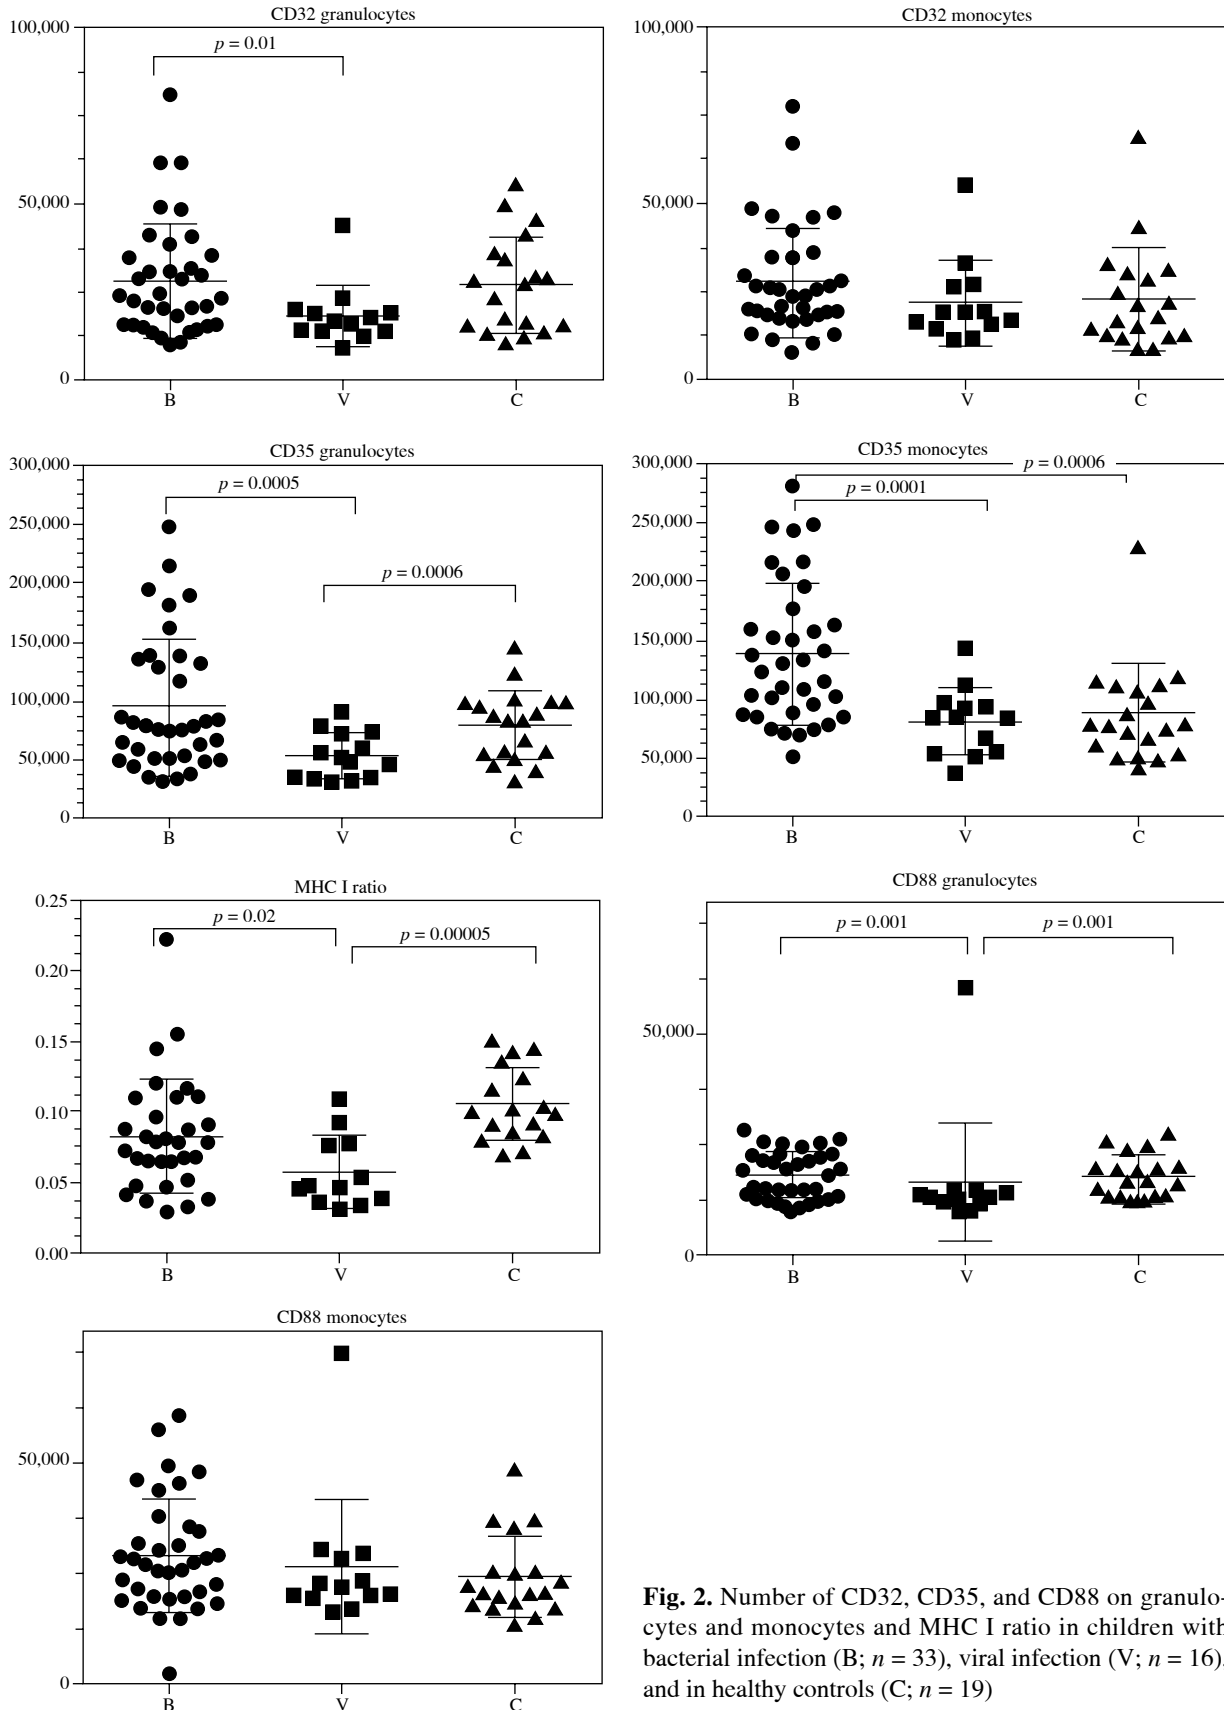 CD32 granulocytes
100,000
p = 0.01
50,000
0
B V C
CD32 monocytes
100,000
50,000
0
B V C
CD35 granulocytes
300,000
p = 0.0005
250,000
200,000
p = 0.0006
150,000
100,000
50,000
0
B V C
CD35 monocytes
300,000
p = 0.0006
p = 0.0001
250,000
200,000
150,000
100,000
50,000
0
B V C
MHC I ratio
0.25
p = 0.02
p = 0.00005
0.20
0.15
0.10
0.05
0.00
B V C
CD88 granulocytes
p = 0.001 p = 0.001
50,000
0
B V C
CD88 monocytes
50,000
0
B V C
Fig. 2. Number of CD32, CD35, and CD88 on granulo-
cytes and monocytes and MHC I ratio in children with
bacterial infection (B; n = 33), viral infection (V; n = 16),
and in healthy controls (C; n = 19)